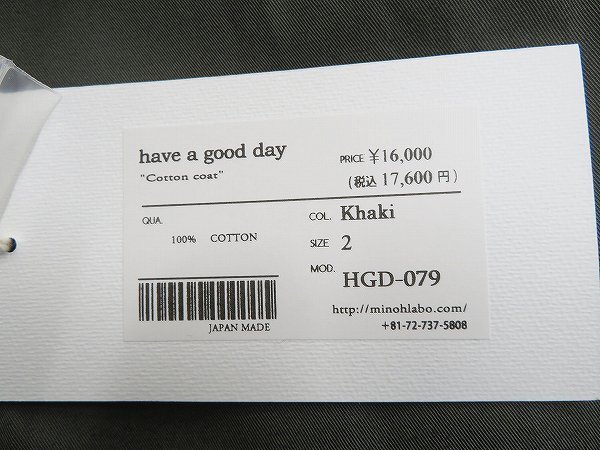 have a good day
"Cotton coat"
PRICE ¥16,000
(税込 17,600 円)
QUA.
100% COTTON
COL. Khaki
SIZE 2
MOD. HGD-079
JAPAN MADE
http://minohlabo.com/
+81-72-737-5808